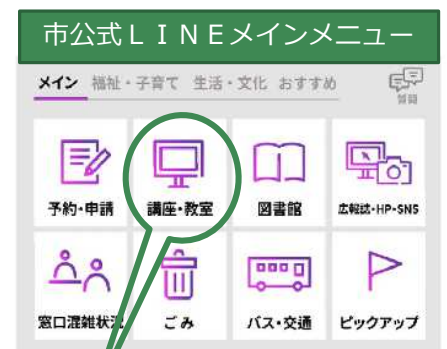 市公式ＬＩＮＥメインメニュー
メイン 福祉・子育て 生活・文化 おすすめ
質問
予約・申請 講座・教室 図書館 広報誌・HP・SNS
窓口混雑状況 ごみ バス・交通 ピックアップ